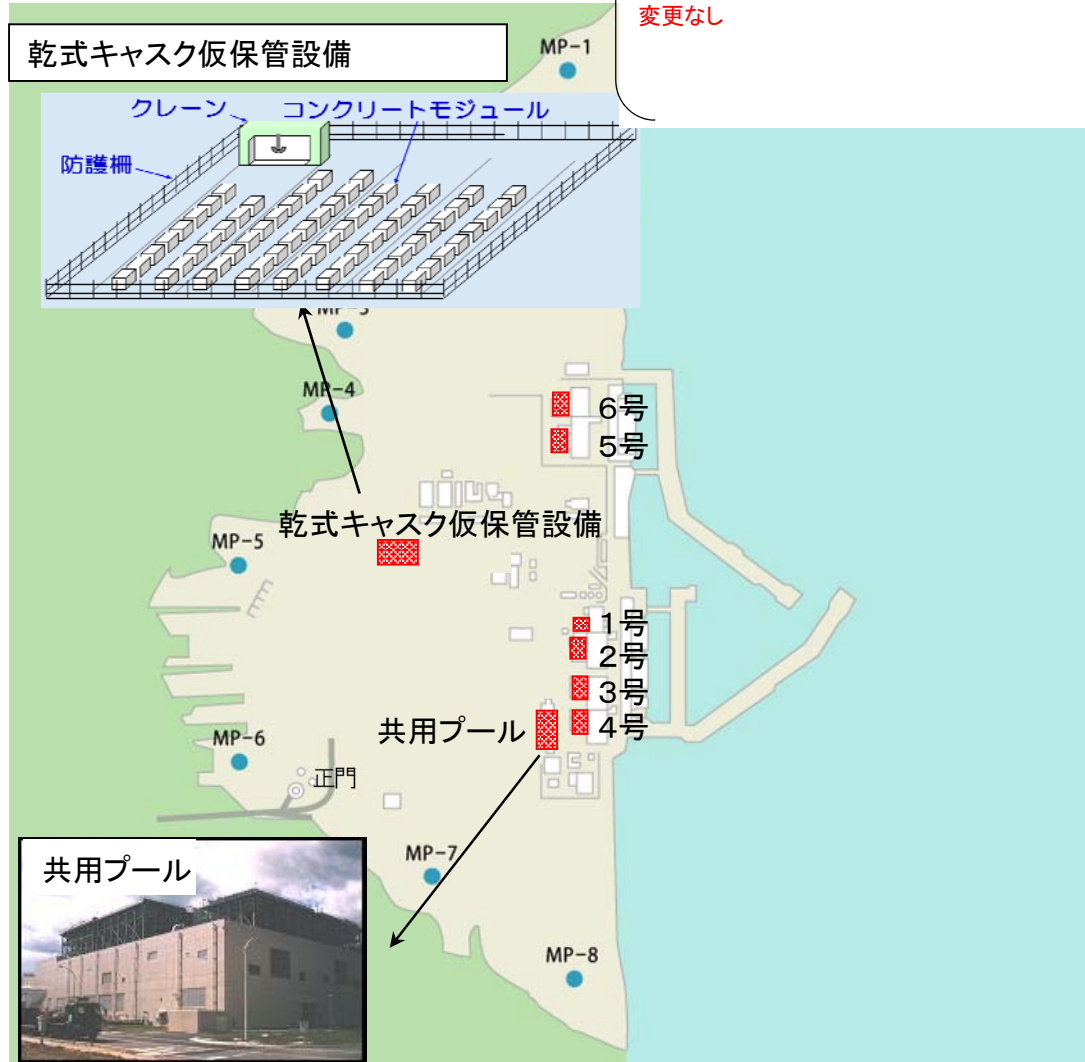 変更なし
乾式キャスク仮保管設備
MP-1
クレーン
コンクリートモジュール
防護柵
MP-3
MP-4
6号
5号
乾式キャスク仮保管設備
MP-5
1号
2号
3号
共用プール
4号
MP-6
正門
共用プール
MP-7
MP-8